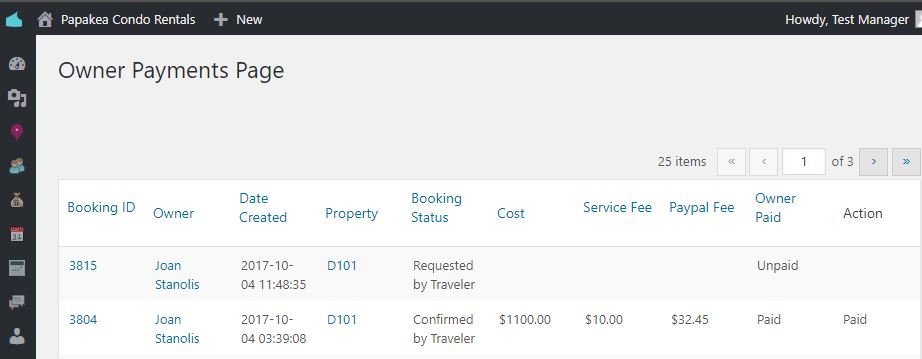 Papakea Condo Rentals + New Howdy, Test Manager
Owner Payments Page
25 items « ‹ 1 of 3 › »
Booking ID Owner Date Created Property Booking Status Cost Service Fee Paypal Fee Owner Paid Action
3815 Joan Stanolis 2017-10-04 11:48:35 D101 Requested by Traveler Unpaid
3804 Joan Stanolis 2017-10-04 03:39:08 D101 Confirmed by Traveler $1100.00 $10.00 $32.45 Paid Paid